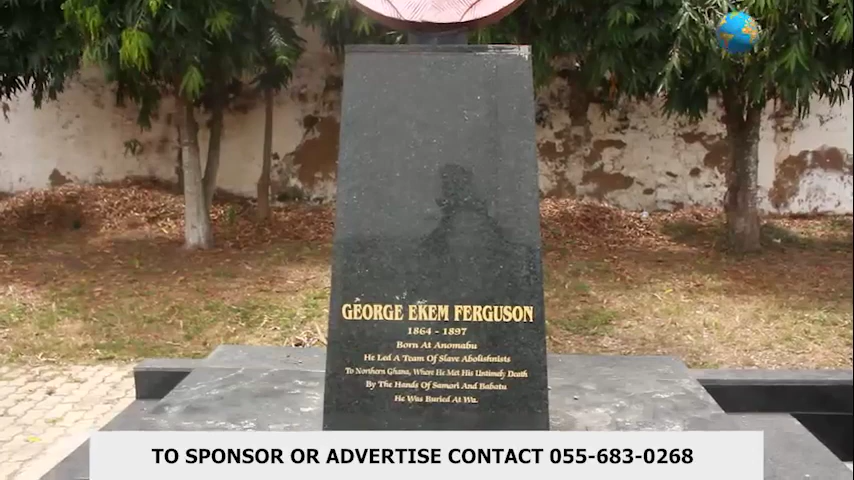 GEORGE EKEM FERGUSON
1864 - 1897
Born At Anomabu
He Led A Team Of Slave Abolishnists
To Northern Ghana, Where He Met His Untimely Death
By The Hands Of Samori And Babatu
He Was Buried At Wa.
TO SPONSOR OR ADVERTISE CONTACT 055-683-0268